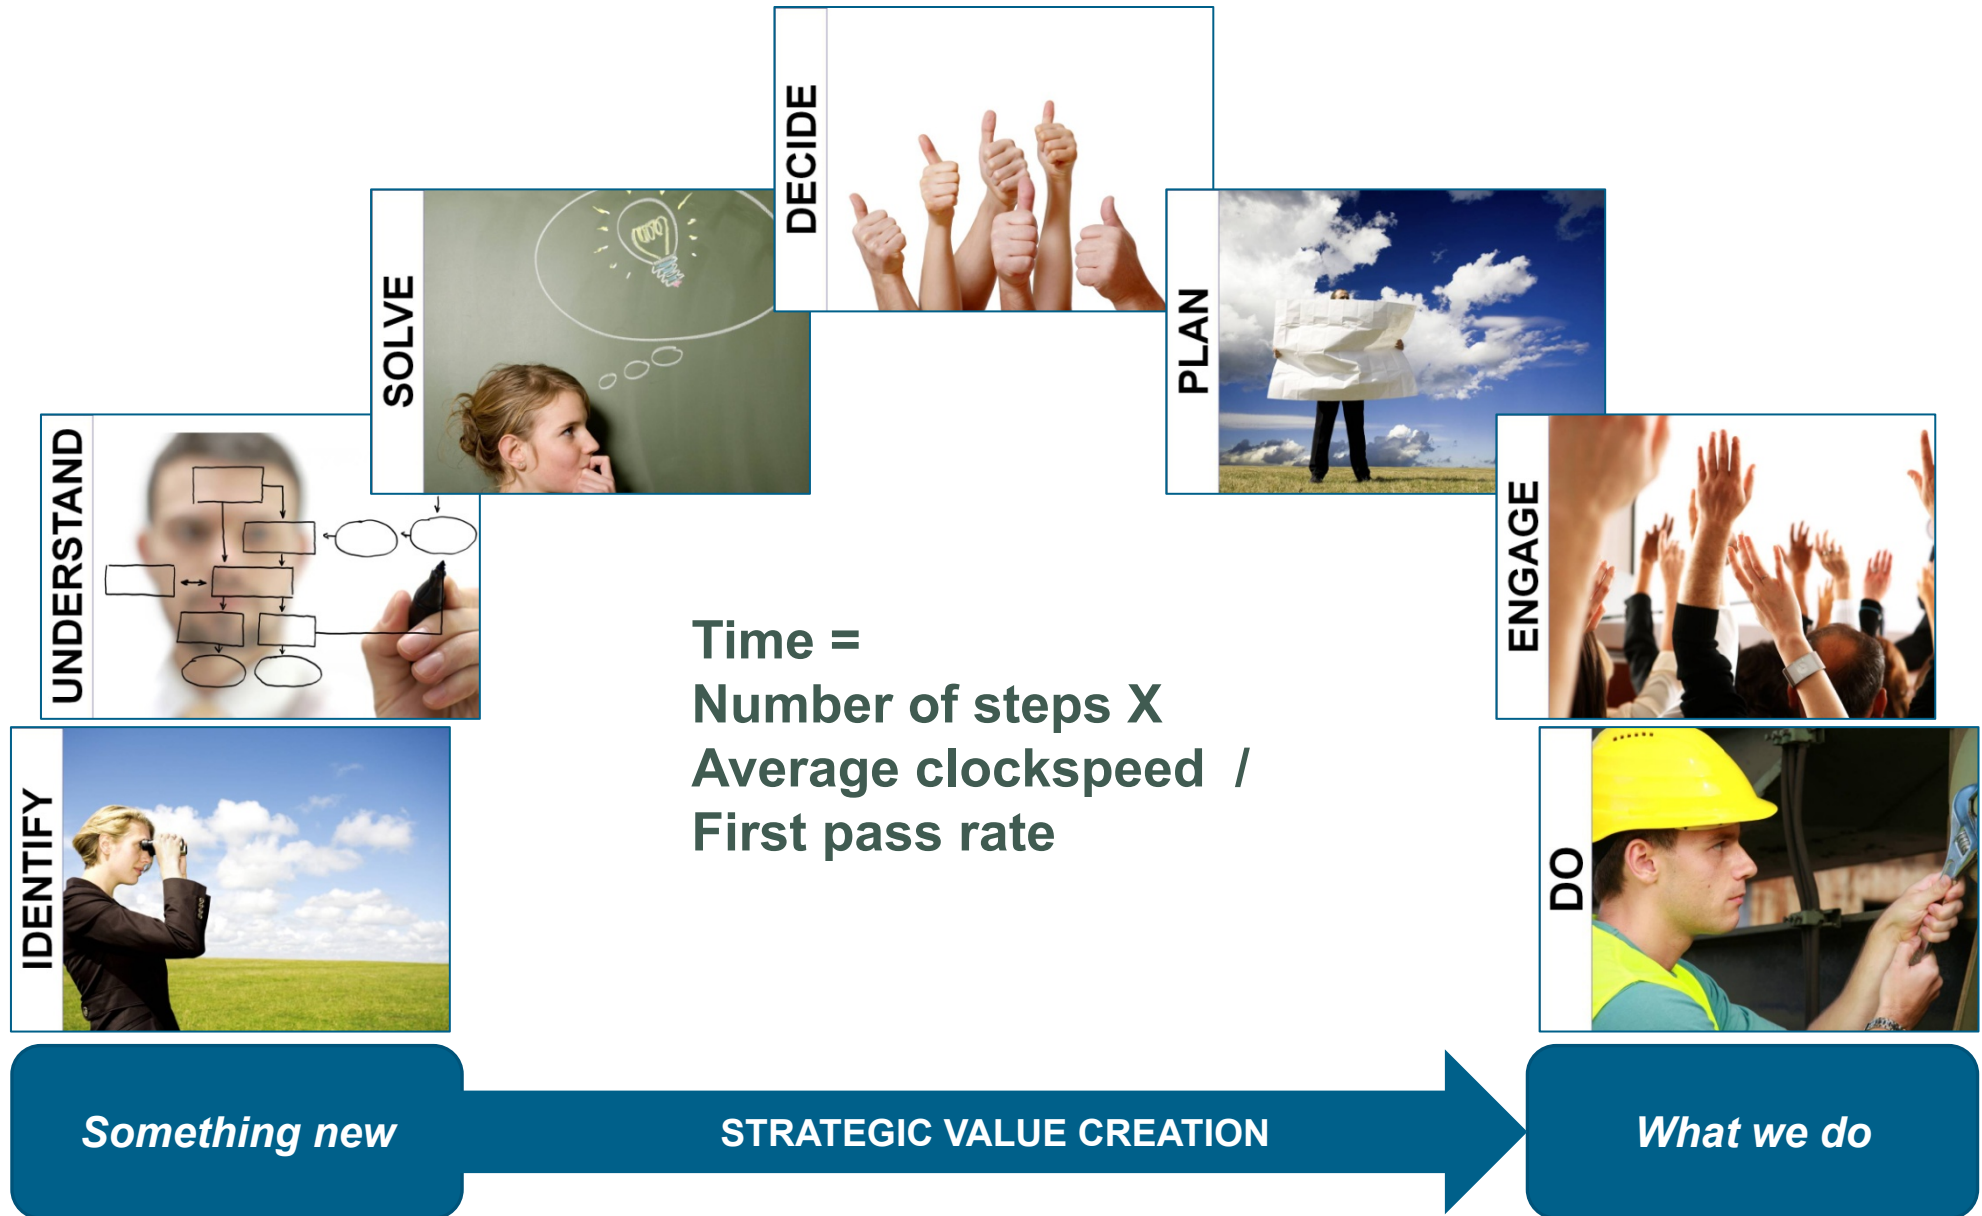 IDENTIFY
UNDERSTAND
SOLVE
DECIDE
PLAN
ENGAGE
DO
Time =
Number of steps X
Average clockspeed /
First pass rate
Something new
STRATEGIC VALUE CREATION
What we do